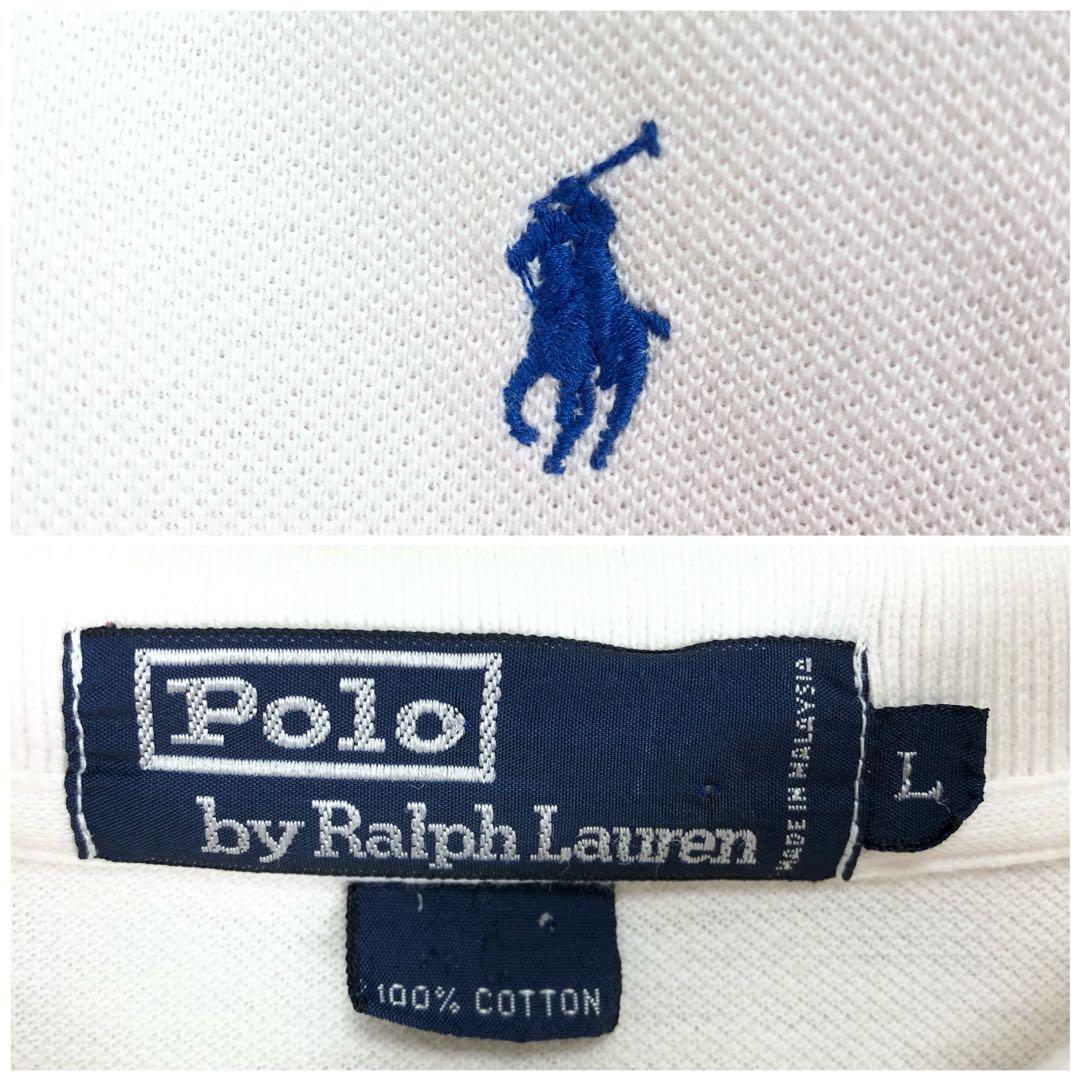 Polo
by Ralph Lauren
MADE IN MALAYSIA
L
100% COTTON